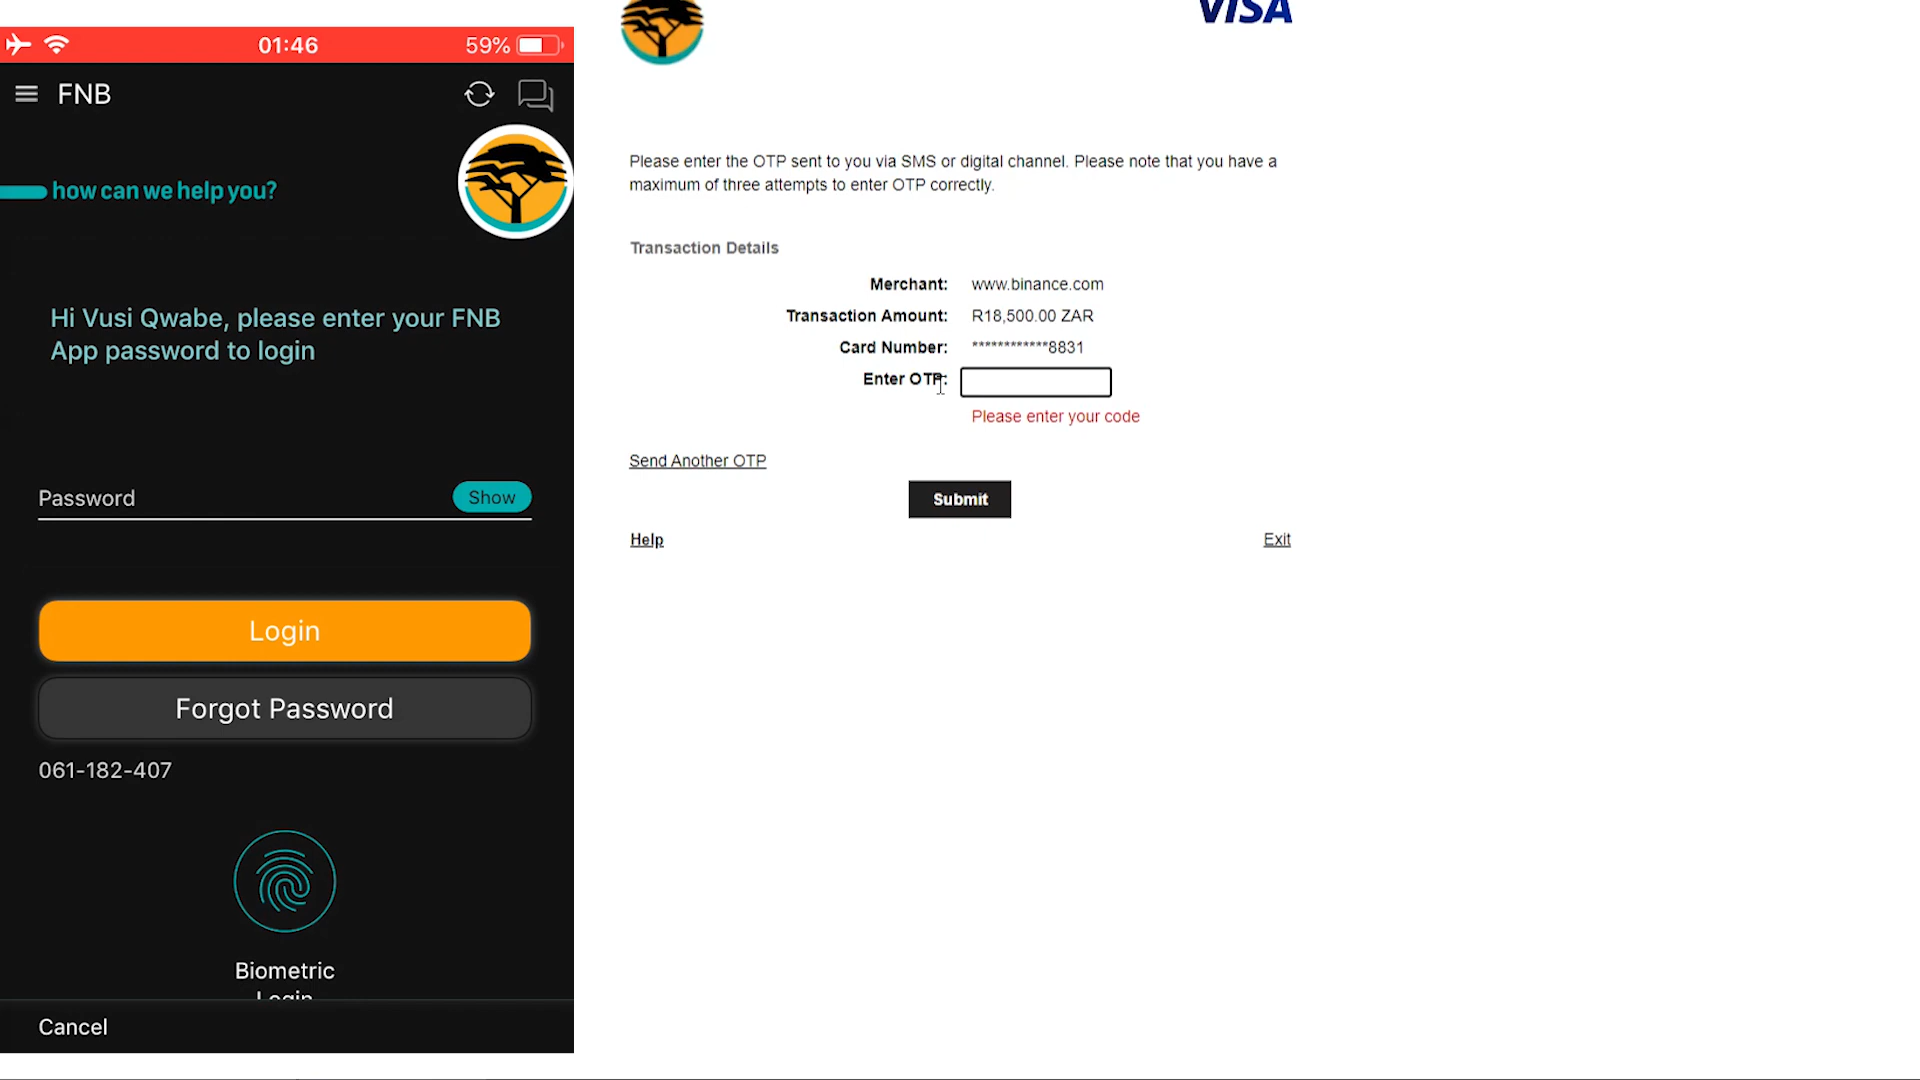 01:46
59%
FNB
how can we help you?
Hi Vusi Qwabe, please enter your FNB
App password to login
Password
Show
Login
Forgot Password
061-182-407
Biometric
Login
Cancel
VISA
Please enter the OTP sent to you via SMS or digital channel. Please note that you have a
maximum of three attempts to enter OTP correctly.
Transaction Details
Merchant: www.binance.com
Transaction Amount: R18,500.00 ZAR
Card Number: ************8831
Enter OTP:
Please enter your code
Send Another OTP
Submit
Help
Exit